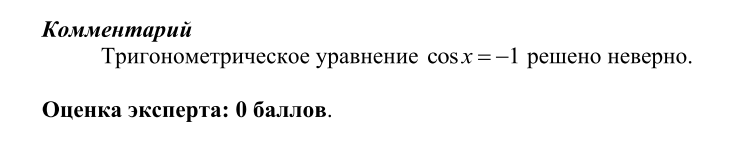 Комментарий
Тригонометрическое уравнение cos x = −1 решено неверно.
Оценка эксперта: 0 баллов.